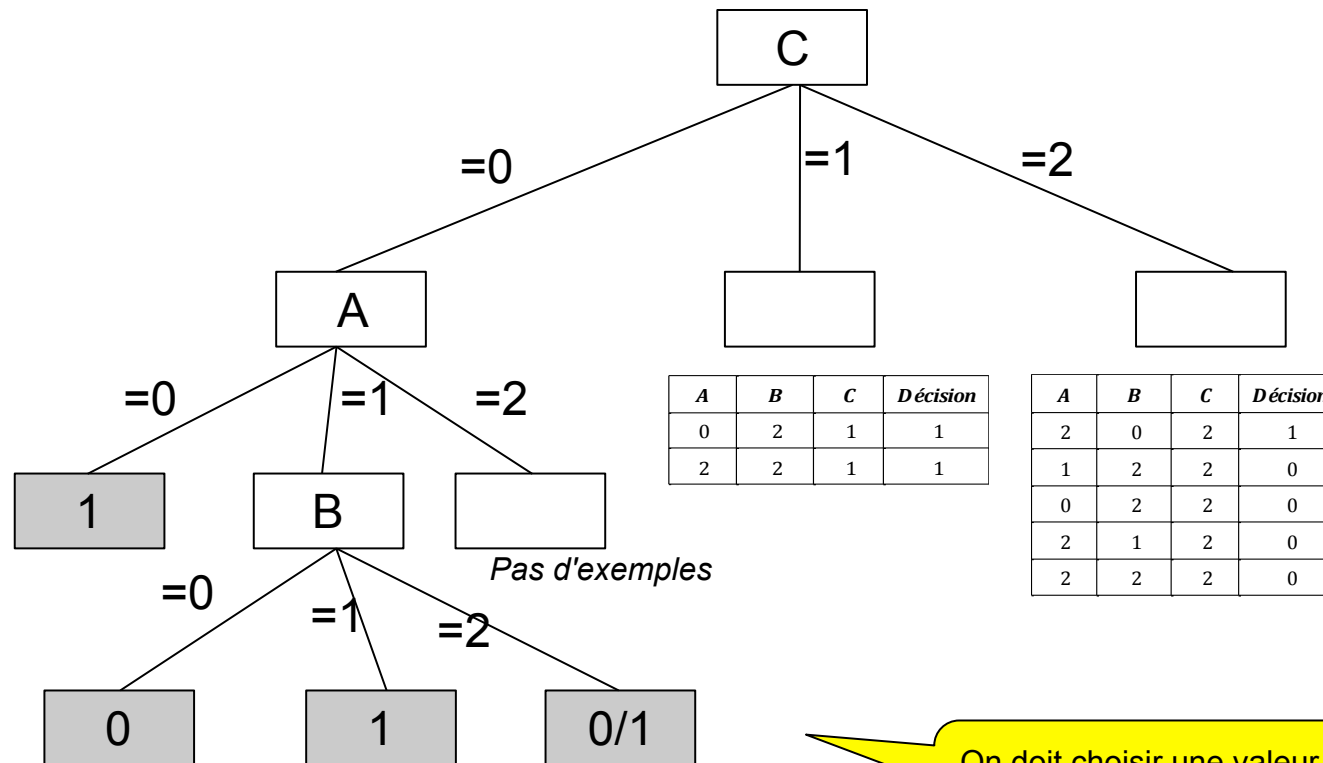 C
=0
=1
=2
A
=0
=1
=2
A B C Décision
0 2 1 1
2 2 1 1
A B C Décision
2 0 2 1
1 2 2 0
0 2 2 0
2 1 2 0
2 2 2 0
1
B
Pas d'exemples
=0
=1
=2
0
1
0/1
On doit choisir une valeur